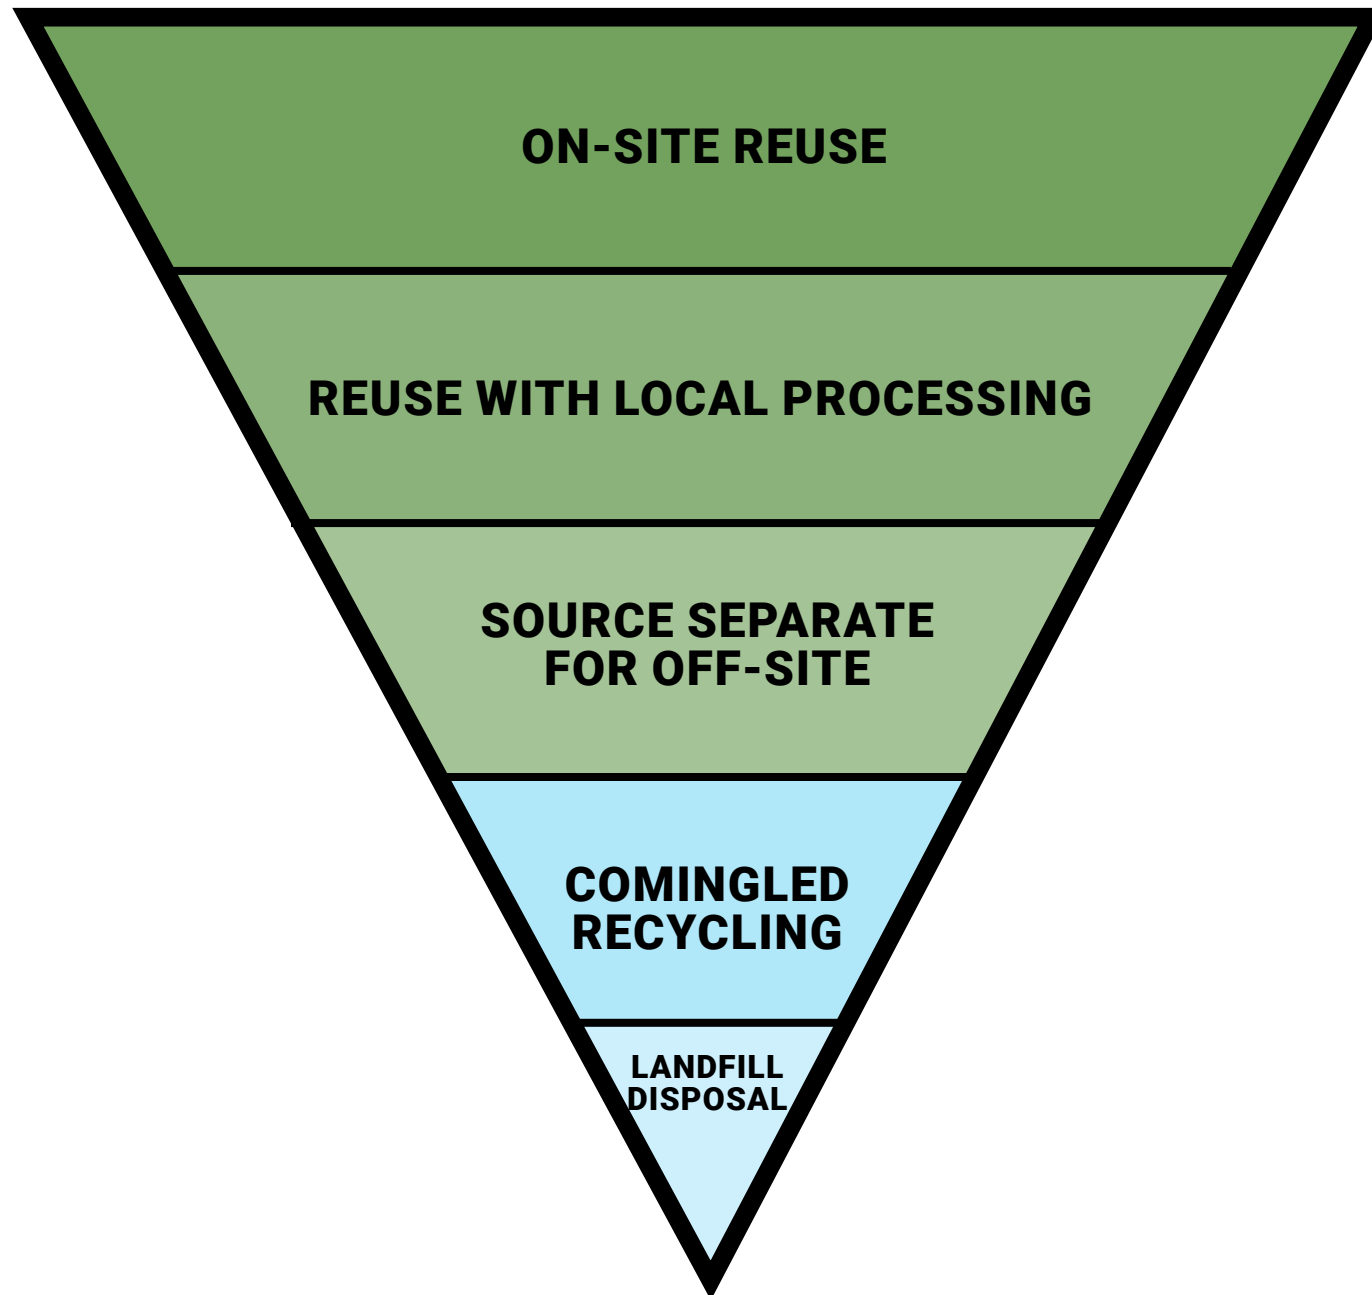 ON-SITE REUSE
REUSE WITH LOCAL PROCESSING
SOURCE SEPARATE
FOR OFF-SITE
COMINGLED
RECYCLING
LANDFILL
DISPOSAL